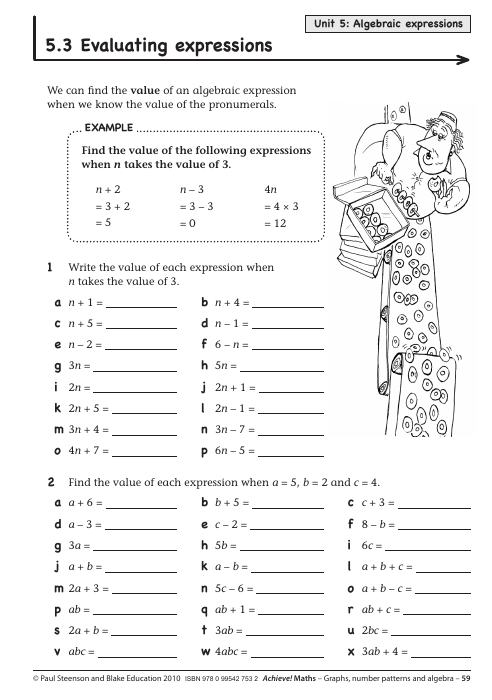 Unit 5: Algebraic expressions
5.3 Evaluating expressions
We can find the value of an algebraic expression
when we know the value of the pronumerals.
EXAMPLE
Find the value of the following expressions
when n takes the value of 3.
n + 2 n – 3 4n
= 3 + 2 = 3 – 3 = 4 × 3
= 5 = 0 = 12
1 Write the value of each expression when
n takes the value of 3.
a n + 1 = b n + 4 =
c n + 5 = d n – 1 =
e n – 2 = f 6 – n =
g 3n = h 5n =
i 2n = j 2n + 1 =
k 2n + 5 = l 2n – 1 =
m 3n + 4 = n 3n – 7 =
o 4n + 7 = p 6n – 5 =
2 Find the value of each expression when a = 5, b = 2 and c = 4.
a a + 6 = b b + 5 = c c + 3 =
d a – 3 = e c – 2 = f 8 – b =
g 3a = h 5b = i 6c =
j a + b = k a – b = l a + b + c =
m 2a + 3 = n 5c – 6 = o a + b – c =
p ab = q ab + 1 = r ab + c =
s 2a + b = t 3ab = u 2bc =
v abc = w 4abc = x 3ab + 4 =
© Paul Steenson and Blake Education 2010 ISBN 978 0 99542 753 2 Achieve! Maths – Graphs, number patterns and algebra – 59